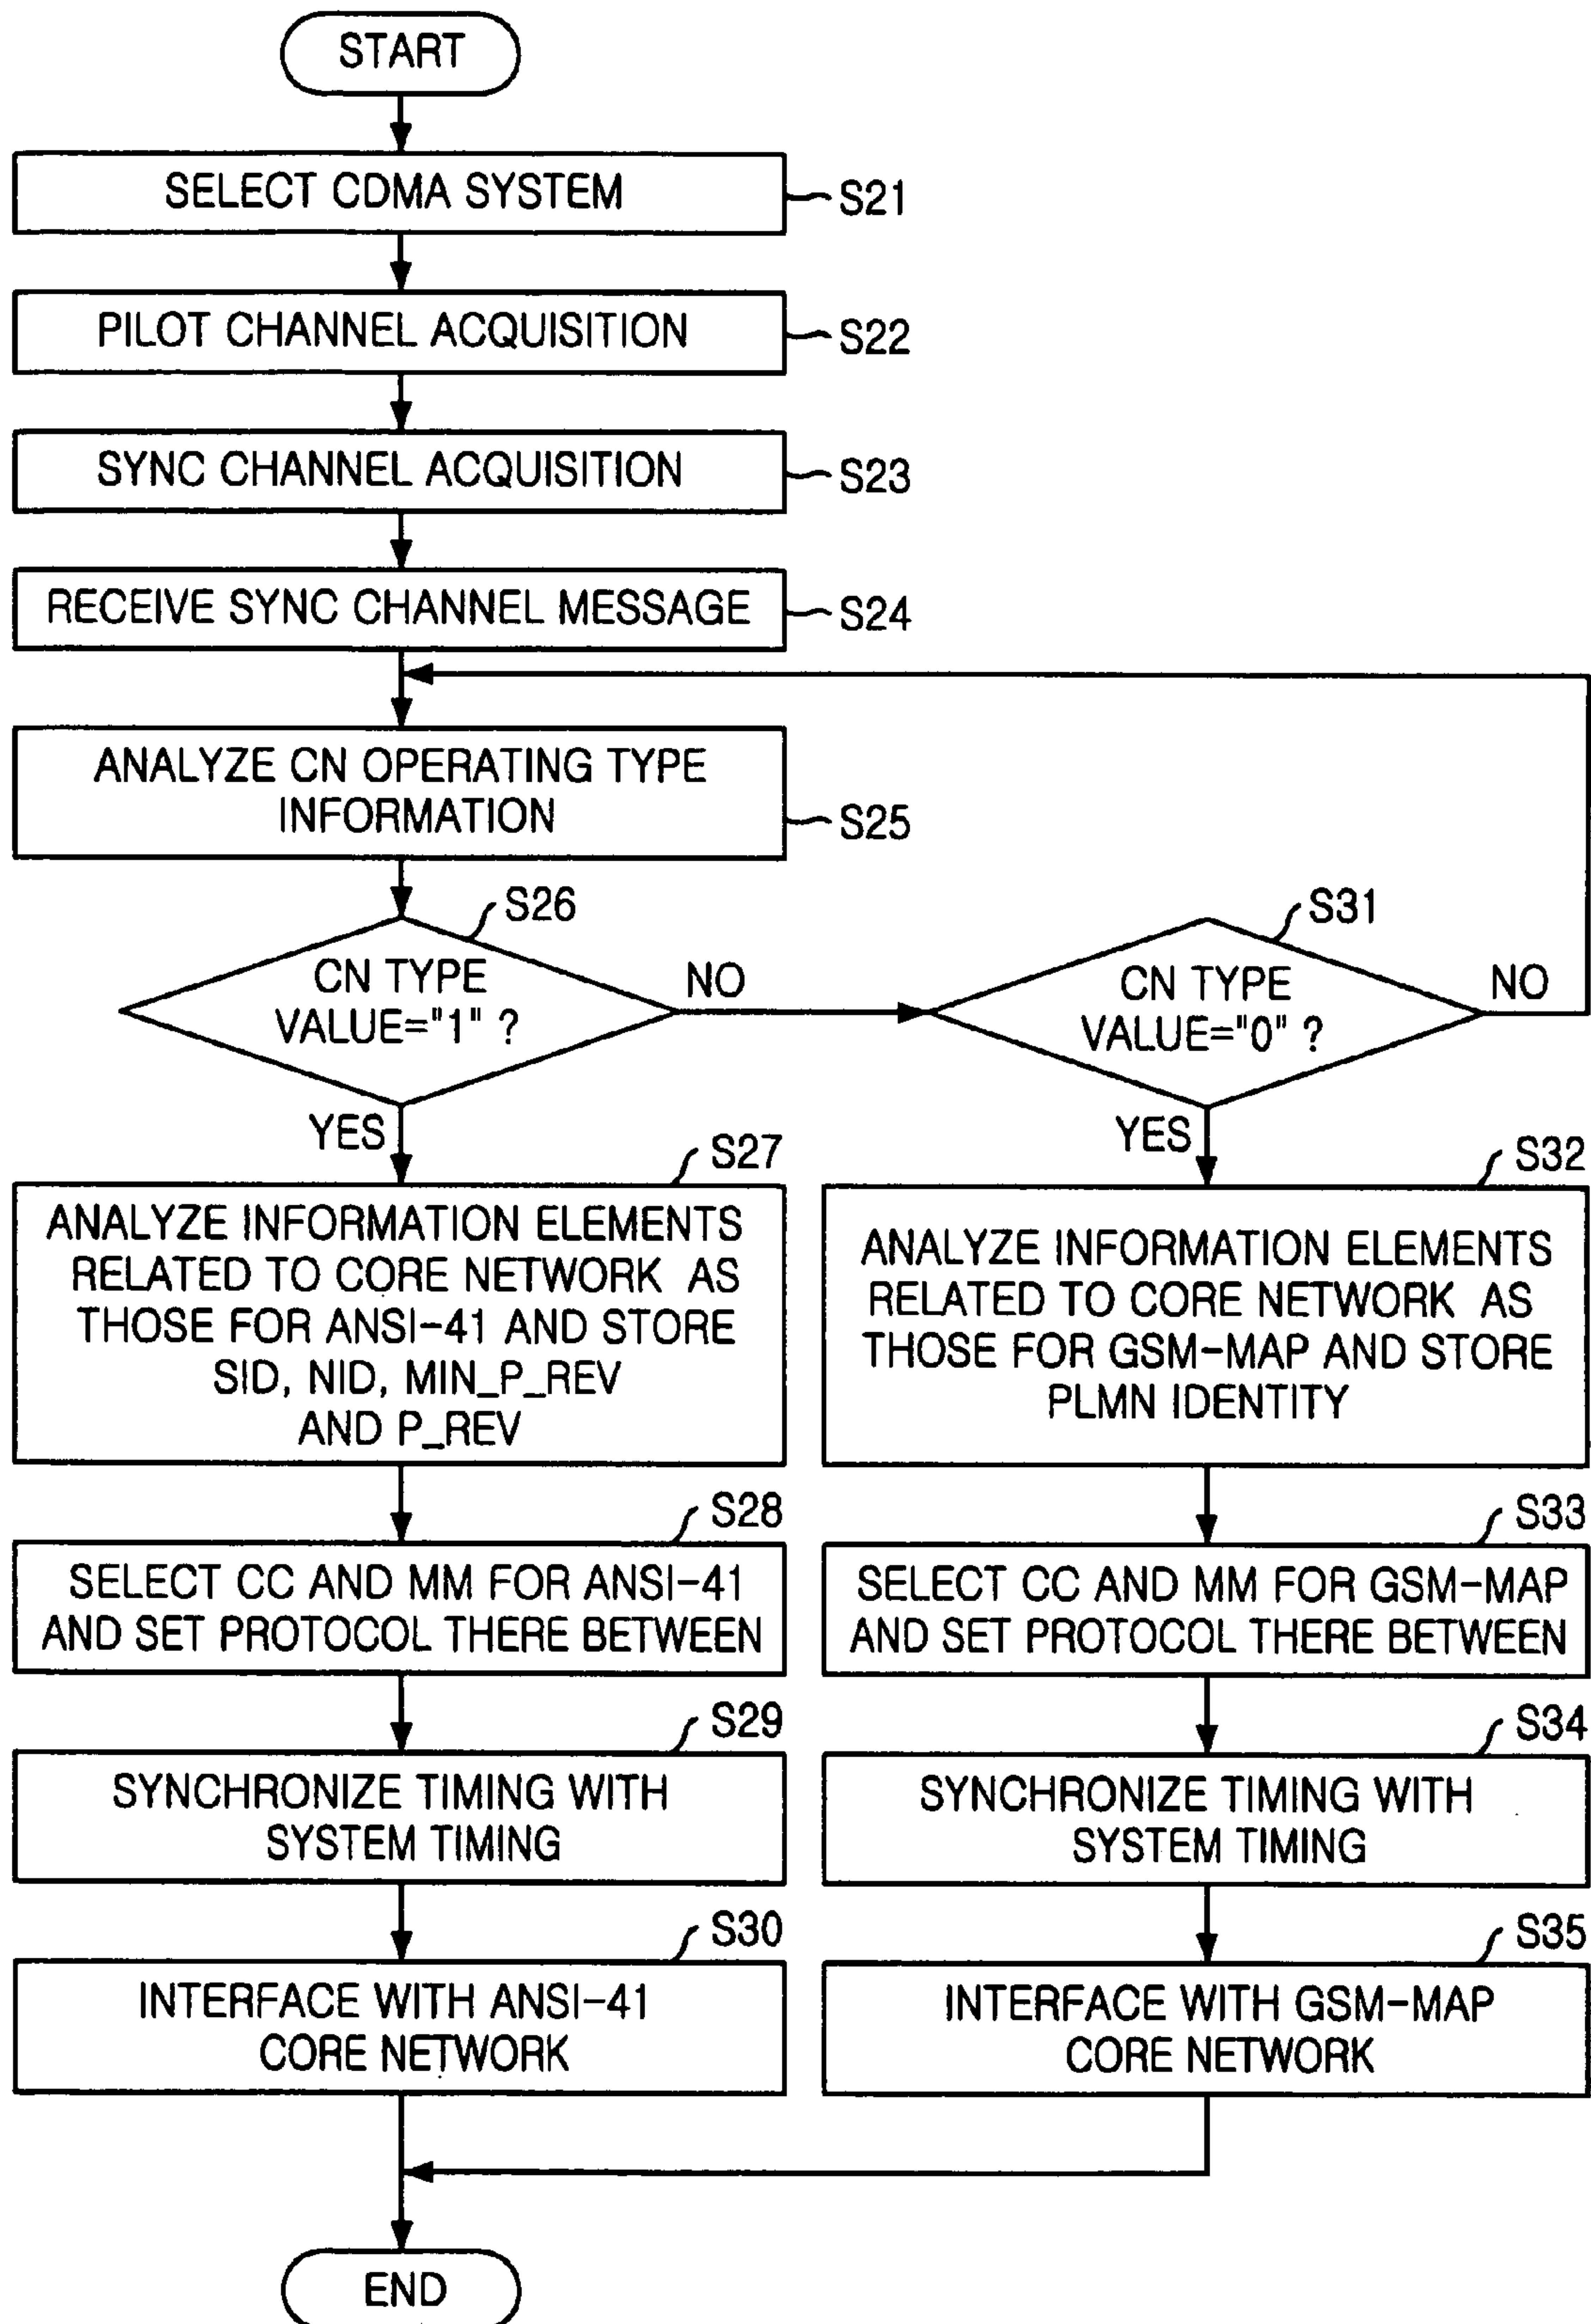 START
SELECT CDMA SYSTEM
S21
PILOT CHANNEL ACQUISITION
S22
SYNC CHANNEL ACQUISITION
S23
RECEIVE SYNC CHANNEL MESSAGE
S24
ANALYZE CN OPERATING TYPE
INFORMATION
S25
S26
CN TYPE
VALUE="1" ?
NO
YES
S31
CN TYPE
VALUE="0" ?
NO
YES
S27
ANALYZE INFORMATION ELEMENTS
RELATED TO CORE NETWORK AS
THOSE FOR ANSI-41 AND STORE
SID, NID, MIN_P_REV
AND P_REV
S32
ANALYZE INFORMATION ELEMENTS
RELATED TO CORE NETWORK AS
THOSE FOR GSM-MAP AND STORE
PLMN IDENTITY
S28
SELECT CC AND MM FOR ANSI-41
AND SET PROTOCOL THERE BETWEEN
S33
SELECT CC AND MM FOR GSM-MAP
AND SET PROTOCOL THERE BETWEEN
S29
SYNCHRONIZE TIMING WITH
SYSTEM TIMING
S34
SYNCHRONIZE TIMING WITH
SYSTEM TIMING
S30
INTERFACE WITH ANSI-41
CORE NETWORK
S35
INTERFACE WITH GSM-MAP
CORE NETWORK
END